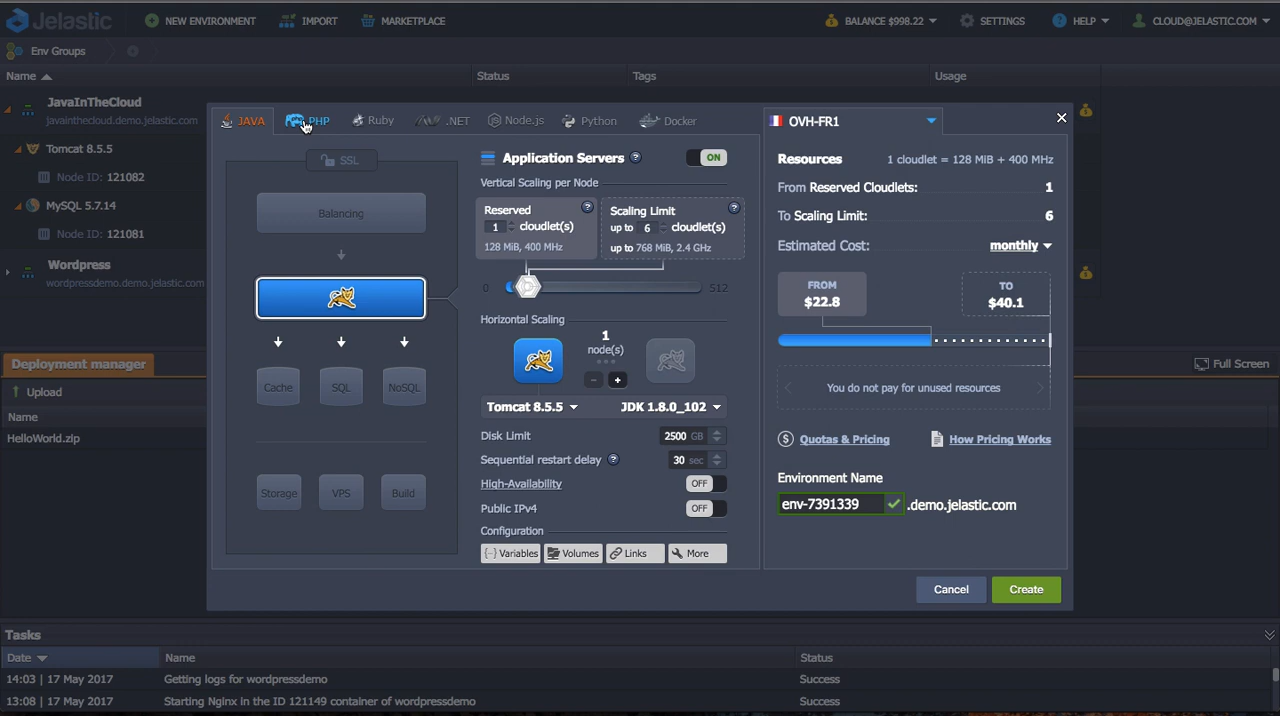 Jelastic NEW ENVIRONMENT IMPORT MARKETPLACE BALANCE $998.22 SETTINGS HELP CLOUD@JELASTIC.COM
Env Groups
Name Status Tags Usage
JavaInTheCloud
javainthecloud.demo.jelastic.com
Tomcat 8.5.5
Node ID: 121082
MySQL 5.7.14
Node ID: 121081
Wordpress
wordpressdemo.demo.jelastic.com
JAVA PHP Ruby .NET Node.js Python Docker
SSL
Balancing
Cache SQL NoSQL
Storage VPS Build
Application Servers ? ON
Vertical Scaling per Node
Reserved ?
1 cloudlet(s)
128 MiB, 400 MHz
Scaling Limit ?
up to 6 cloudlet(s)
up to 768 MiB, 2.4 GHz
0 512
Horizontal Scaling
1
node(s)
- +
Tomcat 8.5.5 JDK 1.8.0_102
Disk Limit 2500 GB
Sequential restart delay ? 30 sec
High-Availability OFF
Public IPv4 OFF
Configuration
Variables Volumes Links More
OVH-FR1
Resources 1 cloudlet = 128 MiB + 400 MHz
From Reserved Cloudlets: 1
To Scaling Limit: 6
Estimated Cost: monthly
FROM
$22.8
TO
$40.1
You do not pay for unused resources
Quotas & Pricing How Pricing Works
Environment Name
env-7391339 .demo.jelastic.com
Cancel Create
Deployment manager Full Screen
Upload
Name
HelloWorld.zip
Tasks
Date Name Status
14:03 | 17 May 2017 Getting logs for wordpressdemo Success
13:08 | 17 May 2017 Starting Nginx in the ID 121149 container of wordpressdemo Success